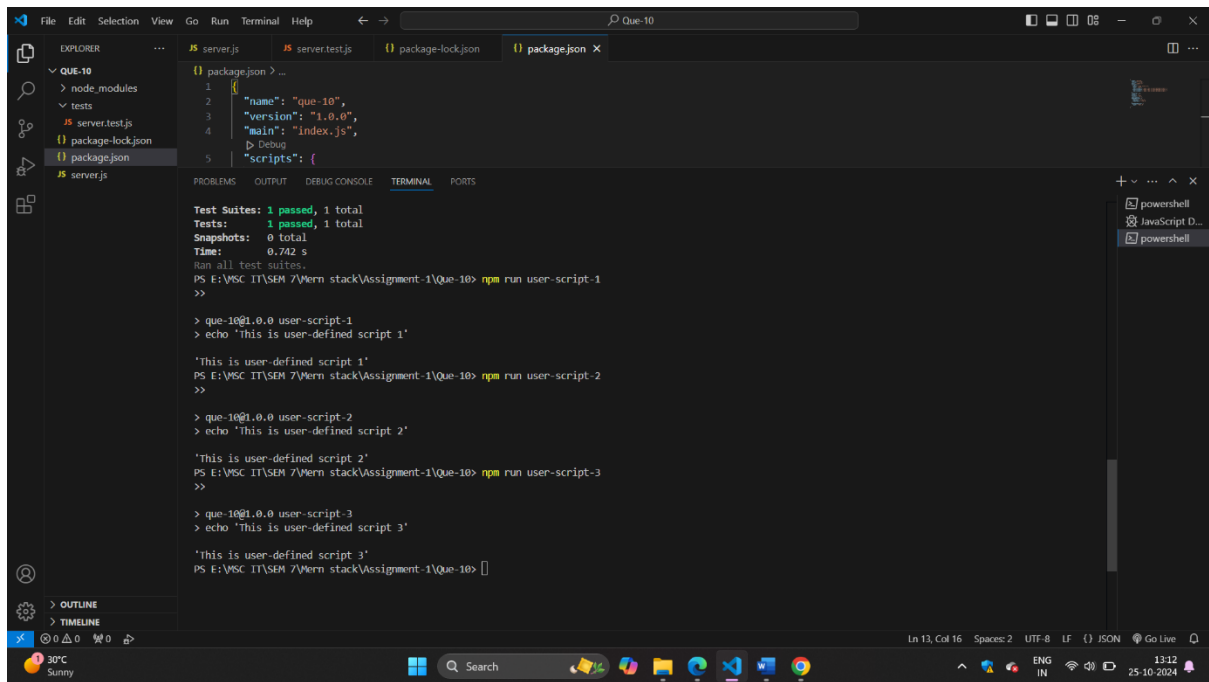 File Edit Selection View Go Run Terminal Help
Que-10
EXPLORER
JS server.js
JS server.test.js
{} package-lock.json
{} package.json
QUE-10
node_modules
tests
JS server.test.js
{} package-lock.json
{} package.json
JS server.js
{} package.json > ...
1 {
2 "name": "que-10",
3 "version": "1.0.0",
4 "main": "index.js",
Debug
5 "scripts": {
PROBLEMS OUTPUT DEBUG CONSOLE TERMINAL PORTS
powershell
JavaScript D...
powershell
Test Suites: 1 passed, 1 total
Tests: 1 passed, 1 total
Snapshots: 0 total
Time: 0.742 s
Ran all test suites.
PS E:\MSC IT\SEM 7\Mern stack\Assignment-1\Que-10> npm run user-script-1
>>
> que-10@1.0.0 user-script-1
> echo 'This is user-defined script 1'
'This is user-defined script 1'
PS E:\MSC IT\SEM 7\Mern stack\Assignment-1\Que-10> npm run user-script-2
>>
> que-10@1.0.0 user-script-2
> echo 'This is user-defined script 2'
'This is user-defined script 2'
PS E:\MSC IT\SEM 7\Mern stack\Assignment-1\Que-10> npm run user-script-3
>>
> que-10@1.0.0 user-script-3
> echo 'This is user-defined script 3'
'This is user-defined script 3'
PS E:\MSC IT\SEM 7\Mern stack\Assignment-1\Que-10>
OUTLINE
TIMELINE
0 0 0
Ln 13, Col 16 Spaces: 2 UTF-8 LF {} JSON Go Live
1
30°C
Sunny
Search
ENG
IN
13:12
25-10-2024